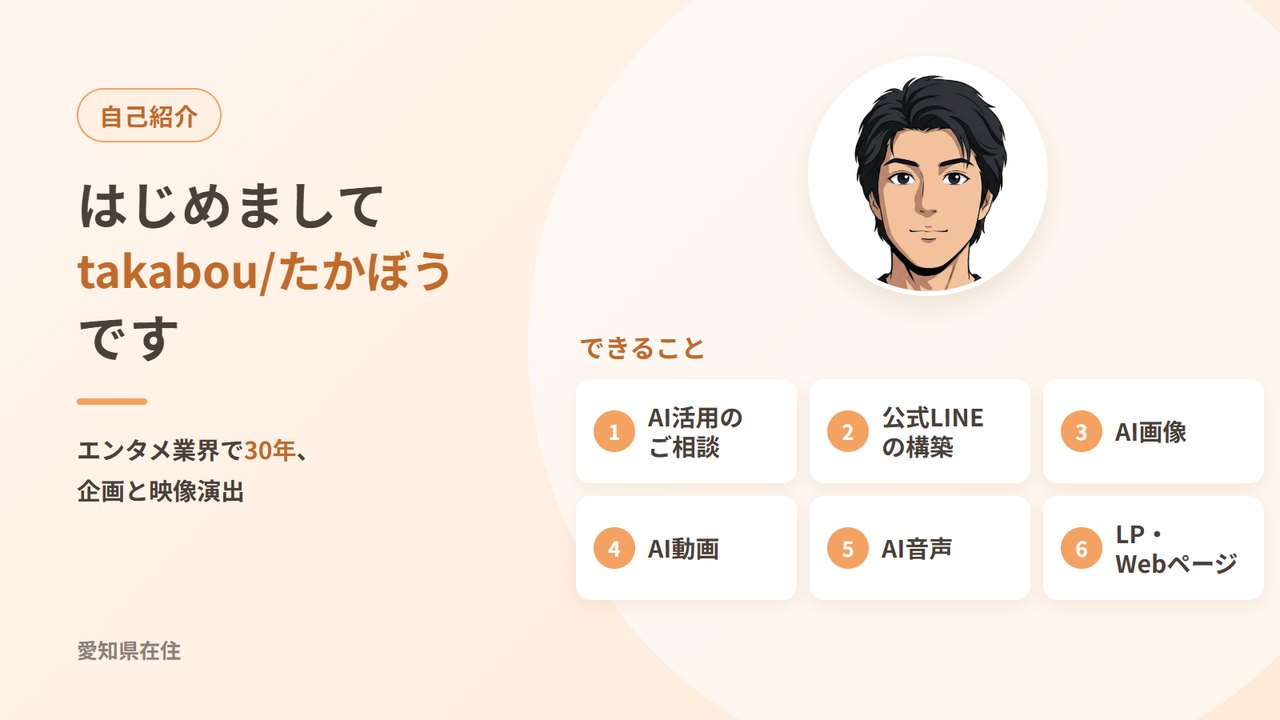 自己紹介
はじめまして
takabou/たかぼう
です
エンタメ業界で30年、
企画と映像演出
愛知県在住
できること
1
AI活用の
ご相談
2
公式LINE
の構築
3
AI画像
4
AI動画
5
AI音声
6
LP・
Webページ